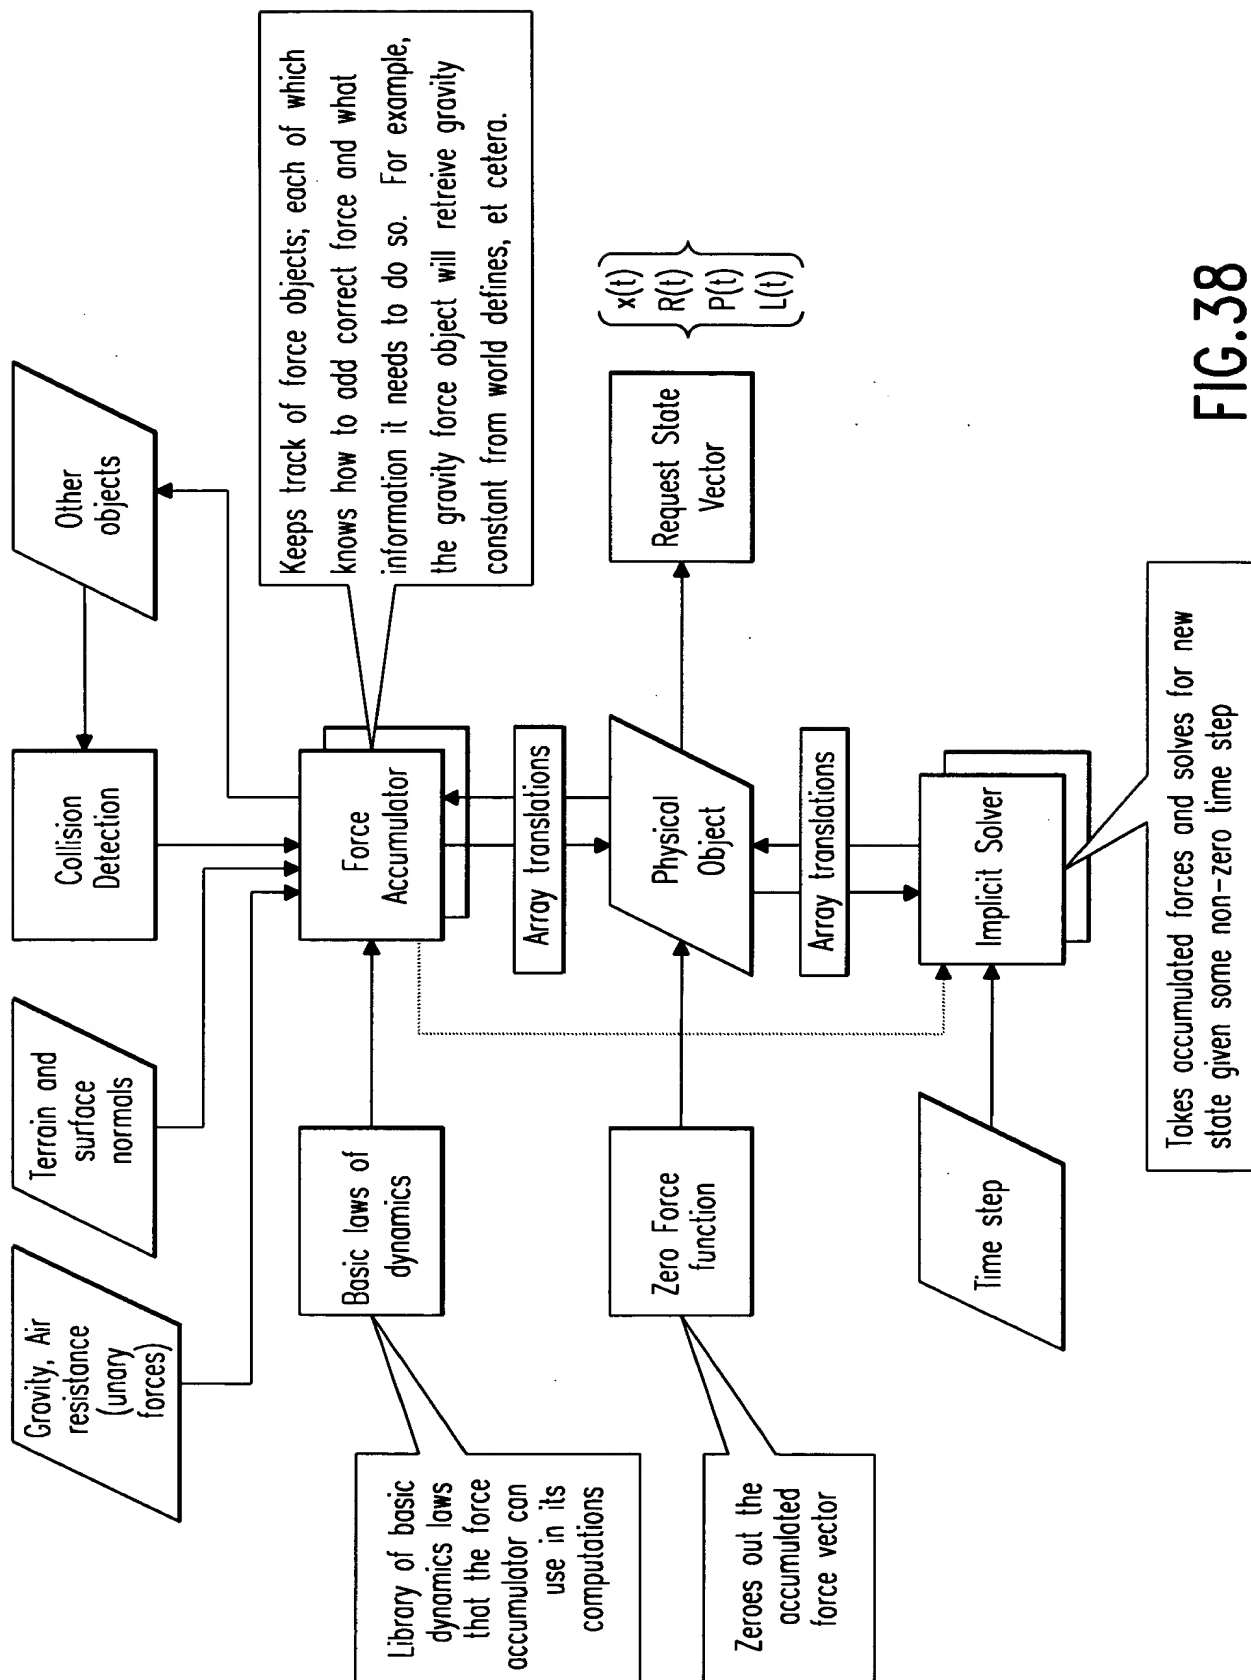 Gravity, Air
resistance
(unary
forces)
Terrain and
surface
normals
Collision
Detection
Other
objects
Library of basic
dynamics laws
that the force
accumulator can
use in its
computations
Basic laws of
dynamics
Force
Accumulator
Keeps track of force objects; each of which
knows how to add correct force and what
information it needs to do so. For example,
the gravity force object will retreive gravity
constant from world defines, et cetera.
Array translations
Zeroes out the
accumulated
force vector
Zero Force
function
Physical
Object
Request State
Vector
x(t)
R(t)
P(t)
L(t)
Array translations
Time step
Implicit Solver
Takes accumulated forces and solves for new
state given some non-zero time step
FIG.38